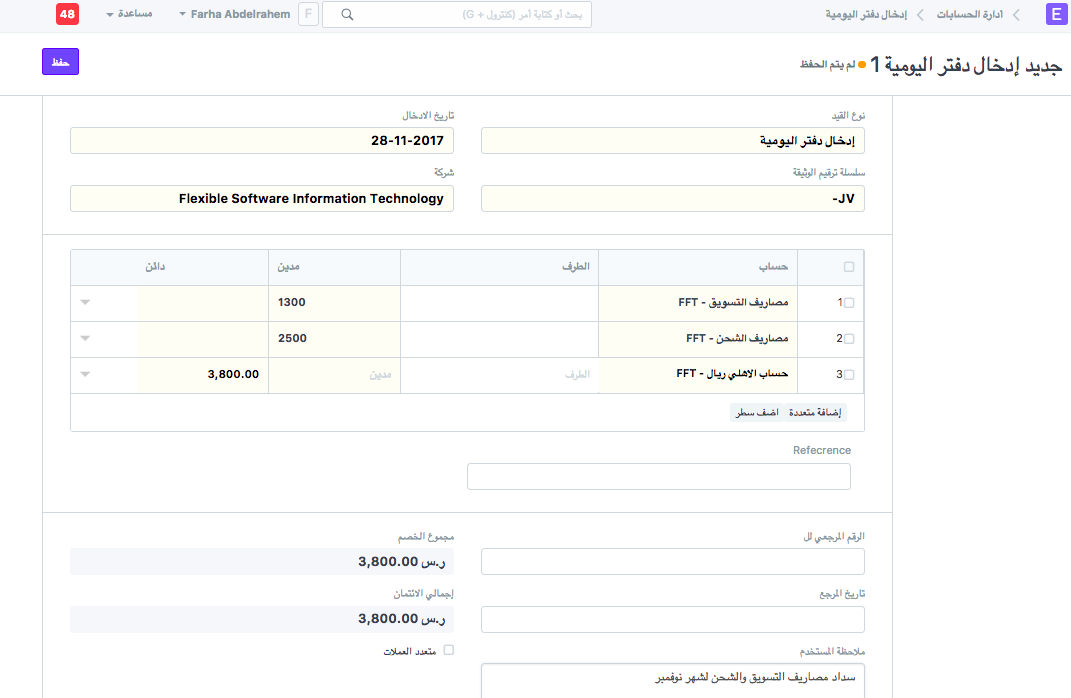 E أدارة الحسابات إدخال دفتر اليومية بحث أو كتابة أمر (كنترول + G) F Farha Abdelrahem مساعدة 48
جديد إدخال دفتر اليومية 1 لم يتم الحفظ حفظ
نوع القيد تاريخ الادخال
إدخال دفتر اليومية 28-11-2017
سلسلة ترقيم الوثيقة شركة
JV- Flexible Software Information Technology
حساب الطرف مدين دائن
1 مصاريف التسويق - FFT 1300
2 مصاريف الشحن - FFT 2500
3 حساب الاهلي ريال - FFT الطرف مدين 3,800.00
إضافة متعددة اضف سطر
Refecrence
الرقم المرجعي لل مجموع الخصم
ر.س 3,800.00
تاريخ المرجع إجمالي الائتمان
ر.س 3,800.00
ملاحظة المستخدم متعدد العملات
سداد مصاريف التسويق والشحن لشهر نوفمبر